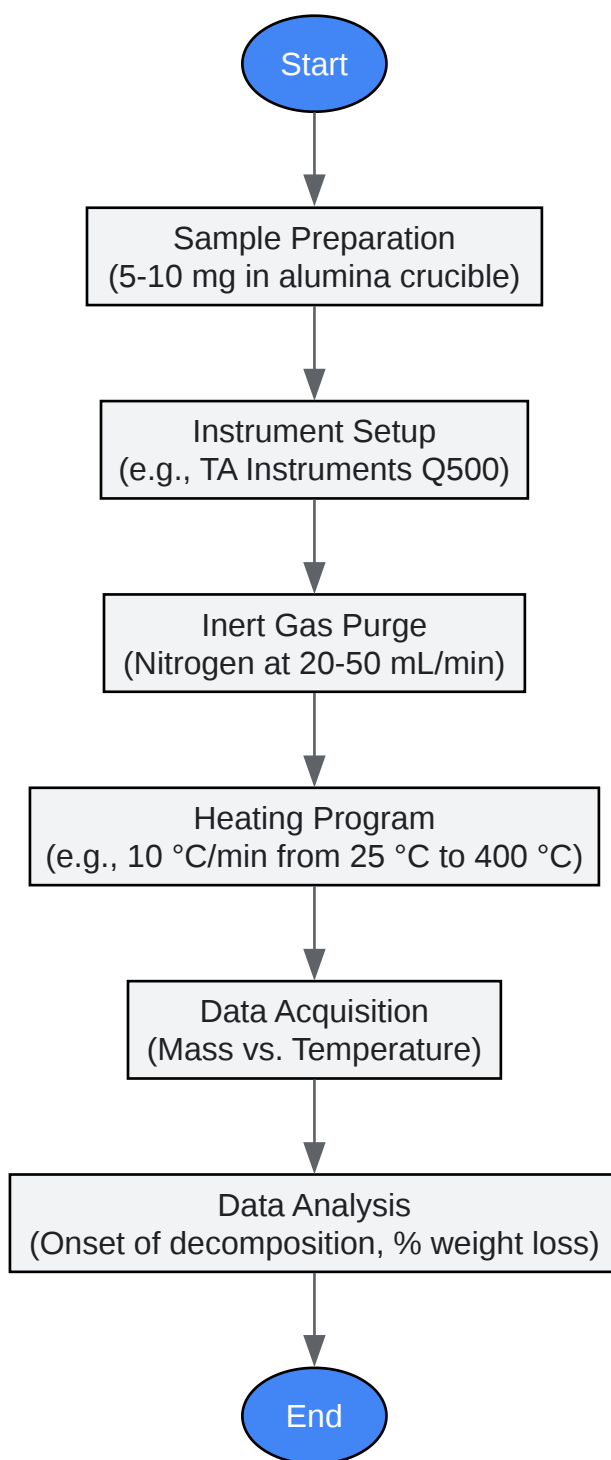 Start
Sample Preparation
(5-10 mg in alumina crucible)
Instrument Setup
(e.g., TA Instruments Q500)
Inert Gas Purge
(Nitrogen at 20-50 mL/min)
Heating Program
(e.g., 10 °C/min from 25 °C to 400 °C)
Data Acquisition
(Mass vs. Temperature)
Data Analysis
(Onset of decomposition, % weight loss)
End